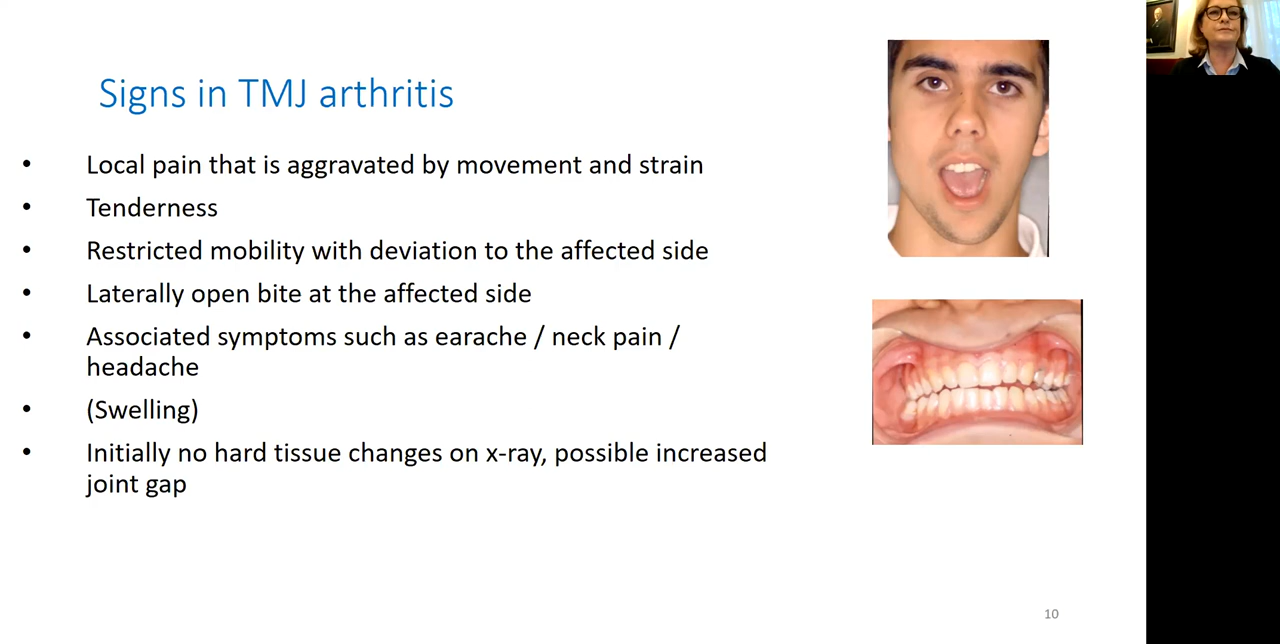 Signs in TMJ arthritis
• Local pain that is aggravated by movement and strain
• Tenderness
• Restricted mobility with deviation to the affected side
• Laterally open bite at the affected side
• Associated symptoms such as earache / neck pain /
headache
• (Swelling)
• Initially no hard tissue changes on x-ray, possible increased
joint gap
10